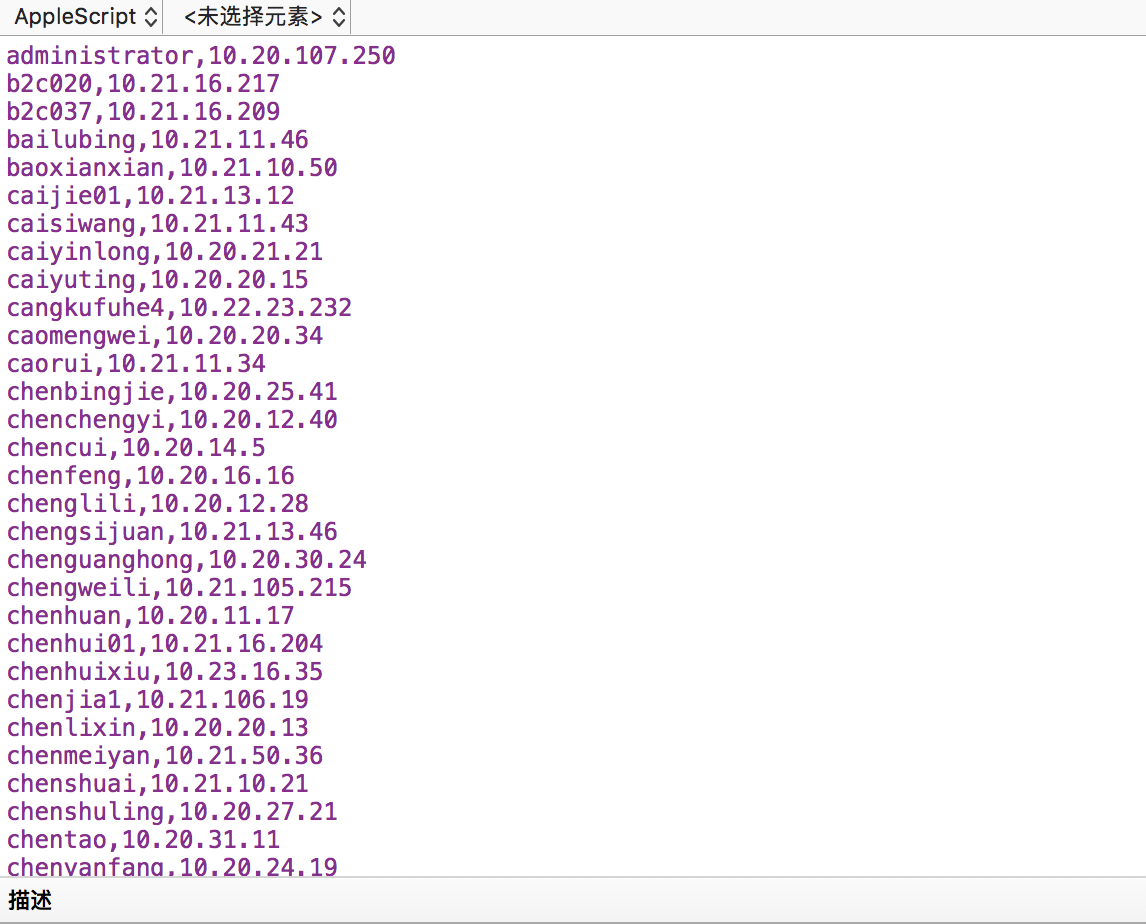 AppleScript <未选择元素>
administrator,10.20.107.250
b2c020,10.21.16.217
b2c037,10.21.16.209
bailubing,10.21.11.46
baoxianxian,10.21.10.50
caijie01,10.21.13.12
caisiwang,10.21.11.43
caiyinlong,10.20.21.21
caiyuting,10.20.20.15
cangkufuhe4,10.22.23.232
caomengwei,10.20.20.34
caorui,10.21.11.34
chenbingjie,10.20.25.41
chenchengyi,10.20.12.40
chencui,10.20.14.5
chenfeng,10.20.16.16
chenglili,10.20.12.28
chengsijuan,10.21.13.46
chenguanghong,10.20.30.24
chengweili,10.21.105.215
chenhuan,10.20.11.17
chenhui01,10.21.16.204
chenhuixiu,10.23.16.35
chenjia1,10.21.106.19
chenlixin,10.20.20.13
chenmeiyan,10.21.50.36
chenshuai,10.21.10.21
chenshuling,10.20.27.21
chentao,10.20.31.11
chenyanfang,10.20.24.19
描述